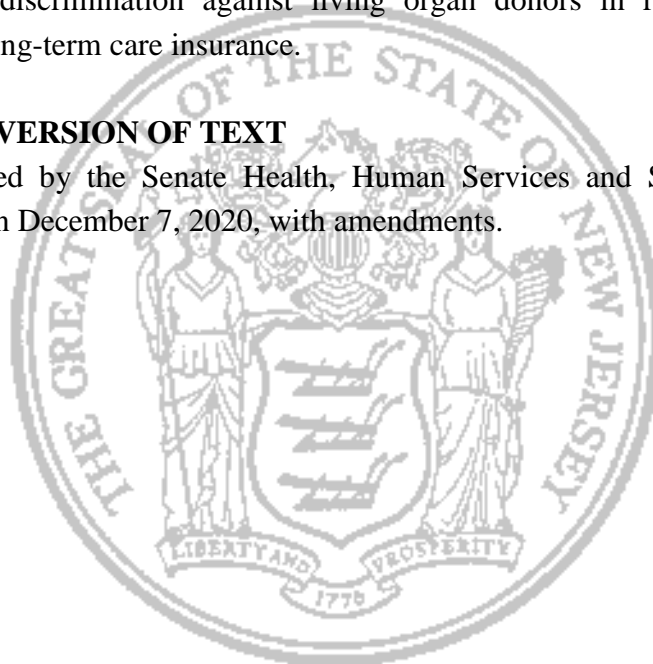 discrimination against living organ donors in
ng-term care insurance.
VERSION OF TEXT
ed by the Senate Health, Human Services and S
n December 7, 2020, with amendments.
THE GREAT SEAL OF THE STATE OF NEW JERSEY
LIBERTY AND PROSPERITY
1776